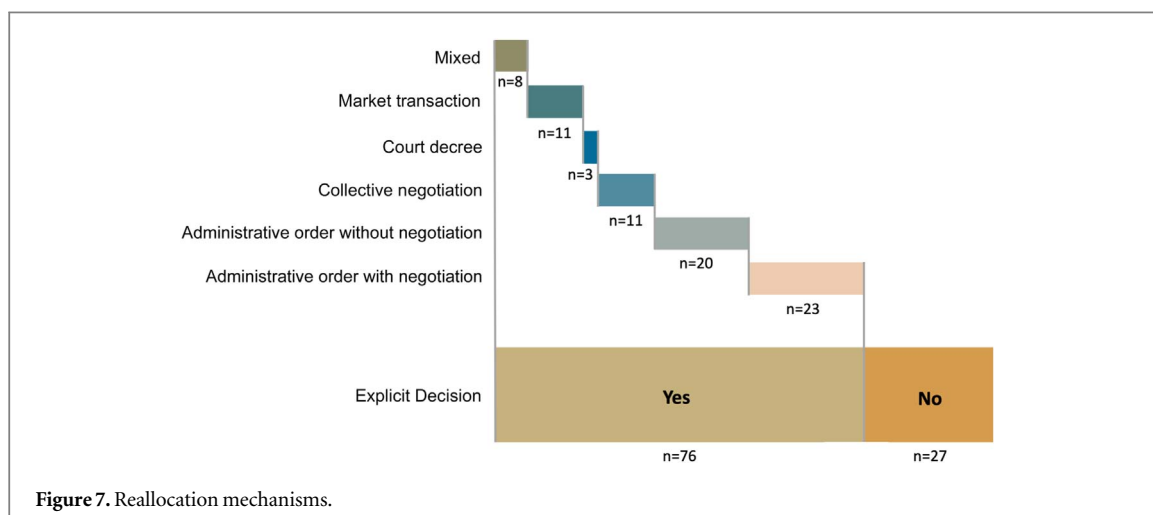 Mixed
n=8
Market transaction
n=11
Court decree
n=3
Collective negotiation
n=11
Administrative order without negotiation
n=20
Administrative order with negotiation
n=23
Explicit Decision
Yes
No
n=76
n=27
Figure 7. Reallocation mechanisms.